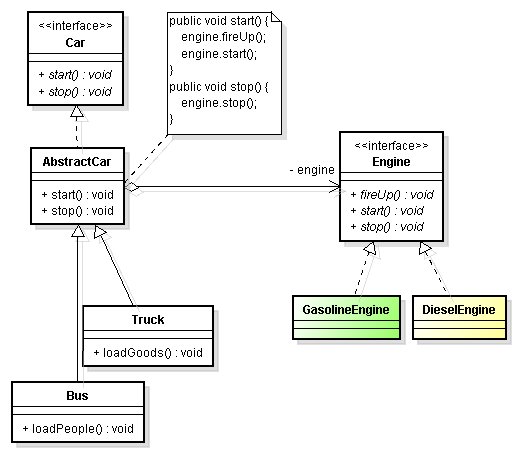 <<interface>>
Car
+ start() : void
+ stop() : void
public void start() {
engine.fireUp();
engine.start();
}
public void stop() {
engine.stop();
}
AbstractCar
+ start() : void
+ stop() : void
- engine
<<interface>>
Engine
+ fireUp() : void
+ start() : void
+ stop() : void
GasolineEngine
DieselEngine
Truck
+ loadGoods() : void
Bus
+ loadPeople() : void